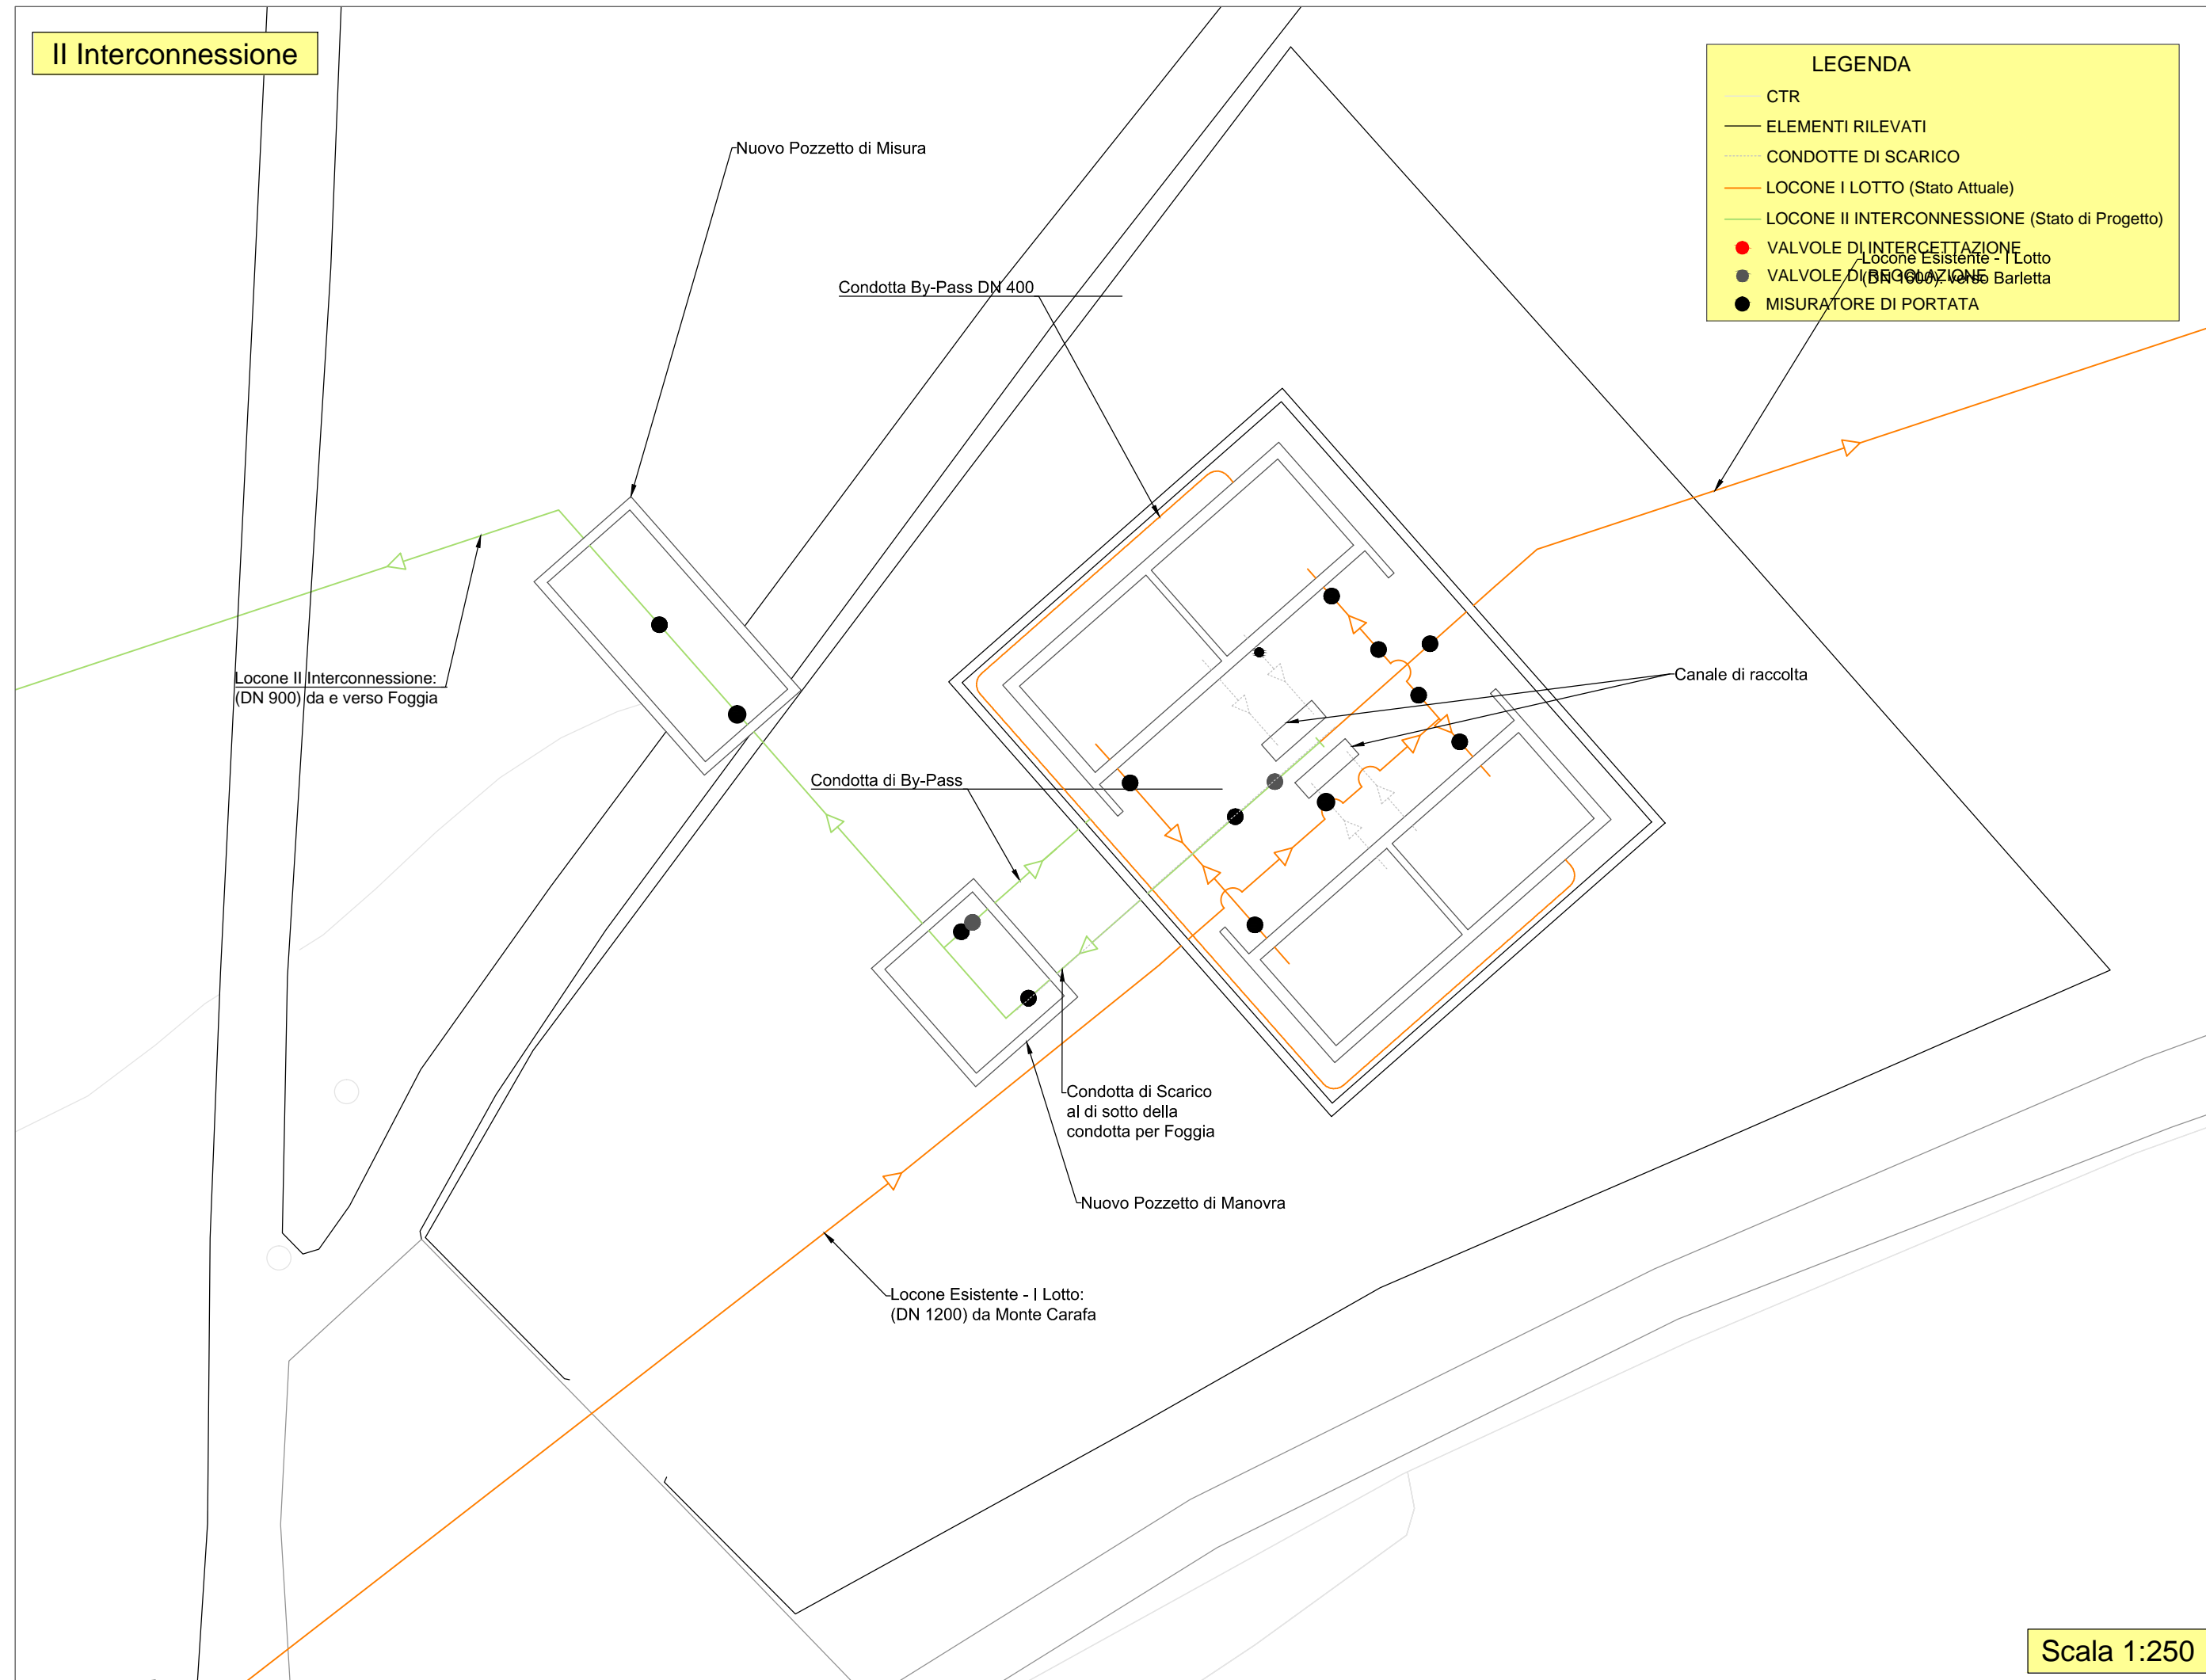 II Interconnessione
LEGENDA
CTR
ELEMENTI RILEVATI
CONDOTTE DI SCARICO
LOCONE I LOTTO (Stato Attuale)
LOCONE II INTERCONNESSIONE (Stato di Progetto)
VALVOLE DI INTERCETTAZIONE
VALVOLE DI REGOLAZIONE
MISURATORE DI PORTATA
Locone Esistente - I Lotto
(DN 1600): verso Barletta
Nuovo Pozzetto di Misura
Condotta By-Pass DN 400
Locone II Interconnessione:
(DN 900) da e verso Foggia
Canale di raccolta
Condotta di By-Pass
Condotta di Scarico
al di sotto della
condotta per Foggia
Nuovo Pozzetto di Manovra
Locone Esistente - I Lotto:
(DN 1200) da Monte Carafa
Scala 1:250